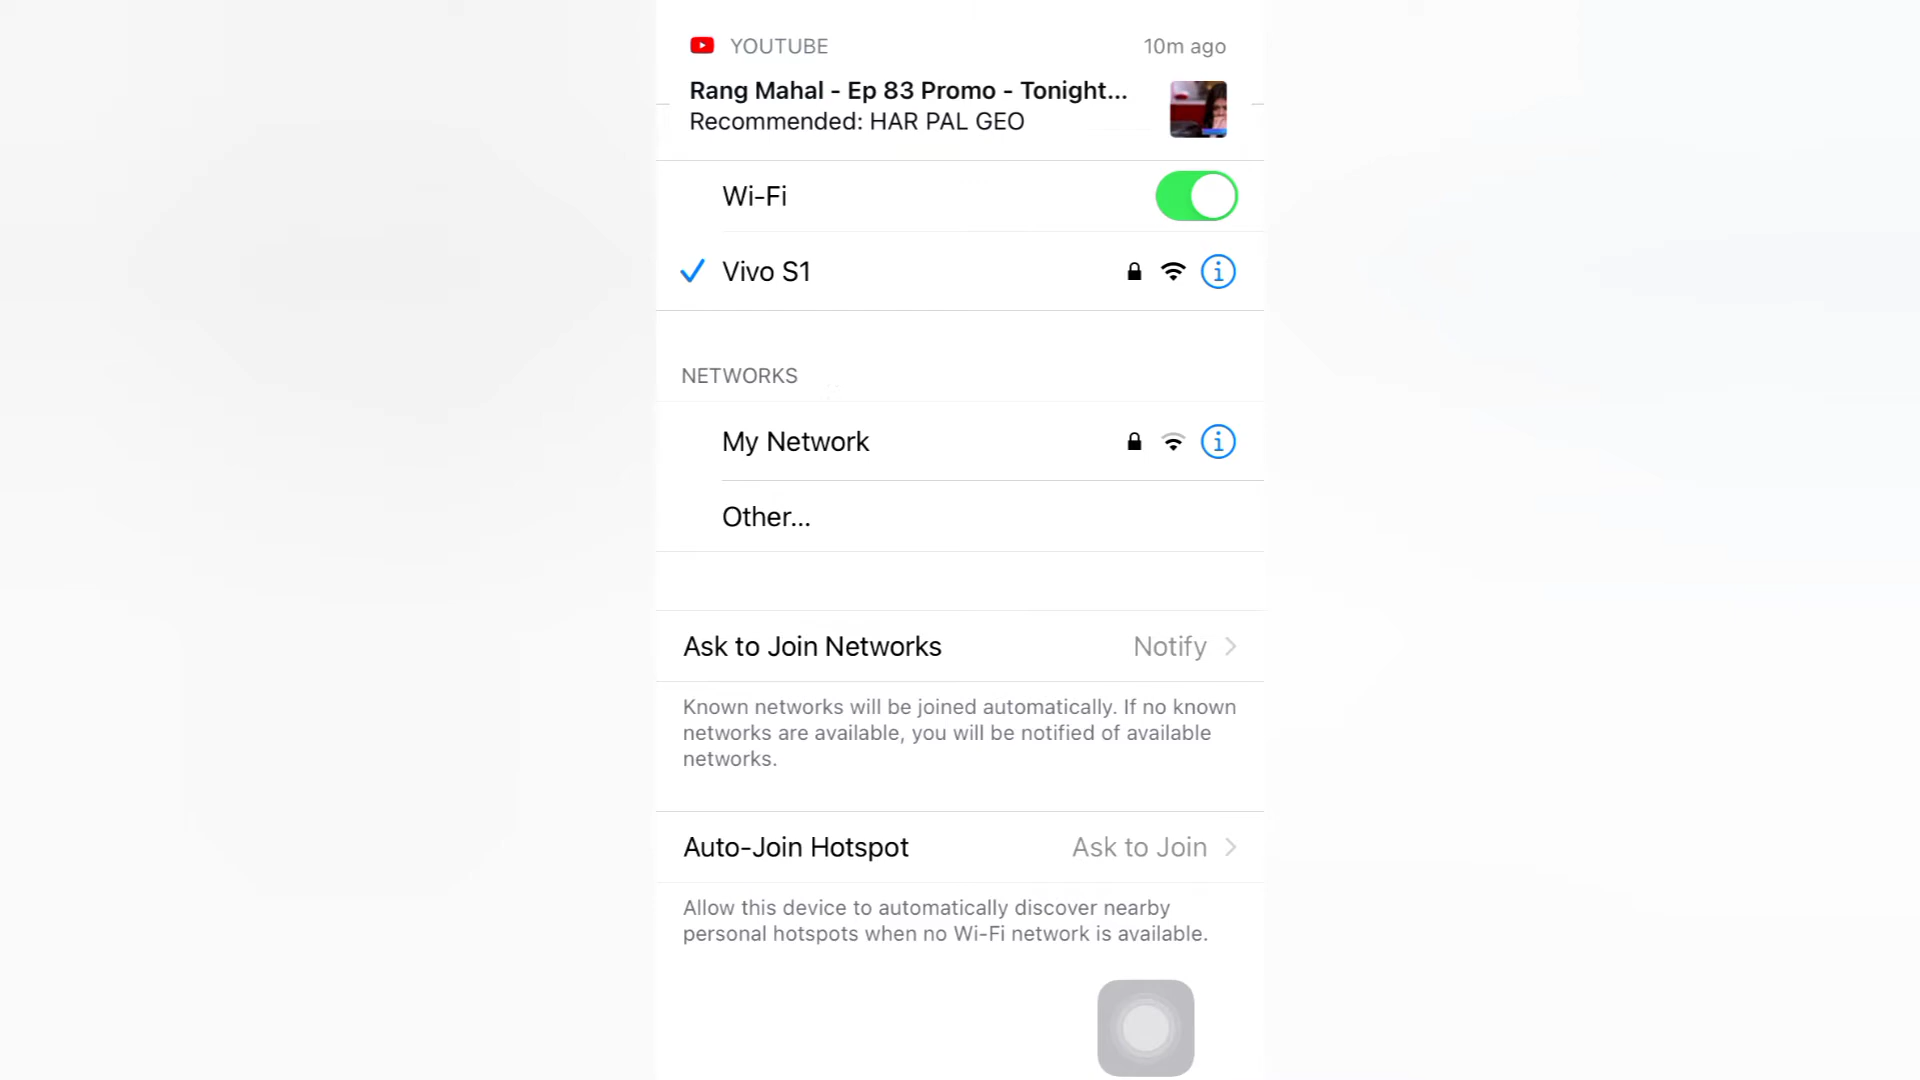 YOUTUBE 10m ago
Rang Mahal - Ep 83 Promo - Tonight...
Recommended: HAR PAL GEO
Wi-Fi
Vivo S1
NETWORKS
My Network
Other...
Ask to Join Networks Notify
Known networks will be joined automatically. If no known
networks are available, you will be notified of available
networks.
Auto-Join Hotspot Ask to Join
Allow this device to automatically discover nearby
personal hotspots when no Wi-Fi network is available.